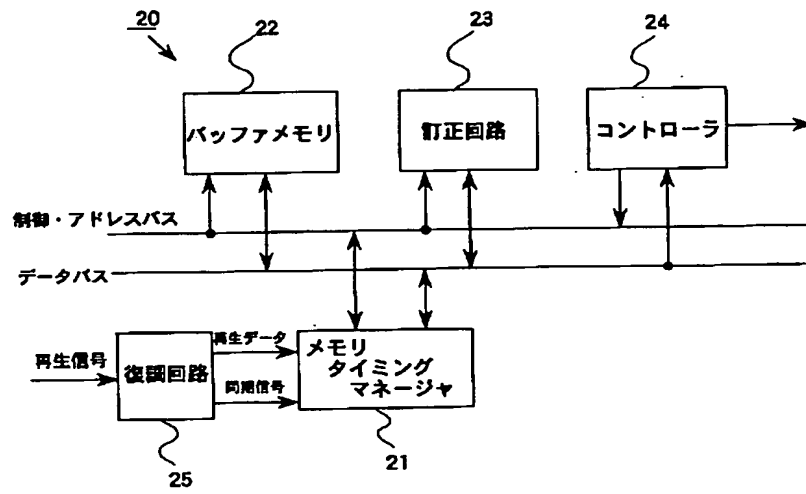 20
22
23
24
バッファメモリ
訂正回路
コントローラ
制御・アドレスバス
データバス
再生信号
復調回路
再生データ
同期信号
メモリ
タイミング
マネージャ
25
21